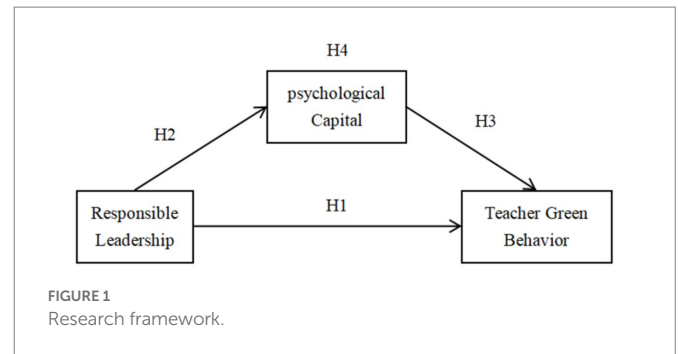 H4
psychological
Capital
H2
H3
Responsible
Leadership
H1
Teacher Green
Behavior
FIGURE 1
Research framework.